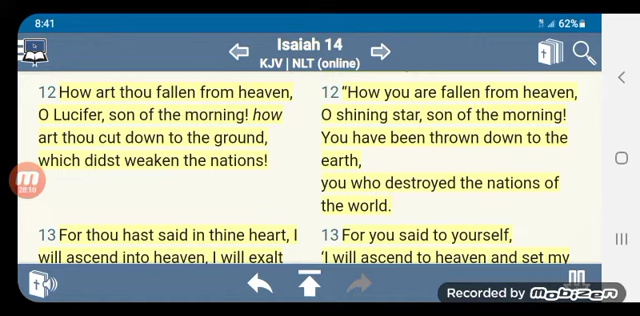 8:41
62%
Isaiah 14
KJV | NLT (online)
12 How art thou fallen from heaven,
O Lucifer, son of the morning! how
art thou cut down to the ground,
which didst weaken the nations!
13 For thou hast said in thine heart, I
will ascend into heaven, I will exalt
12 “How you are fallen from heaven,
O shining star, son of the morning!
You have been thrown down to the
earth,
you who destroyed the nations of
the world.
13 For you said to yourself,
‘I will ascend to heaven and set my
28:10
Recorded by Mobizen